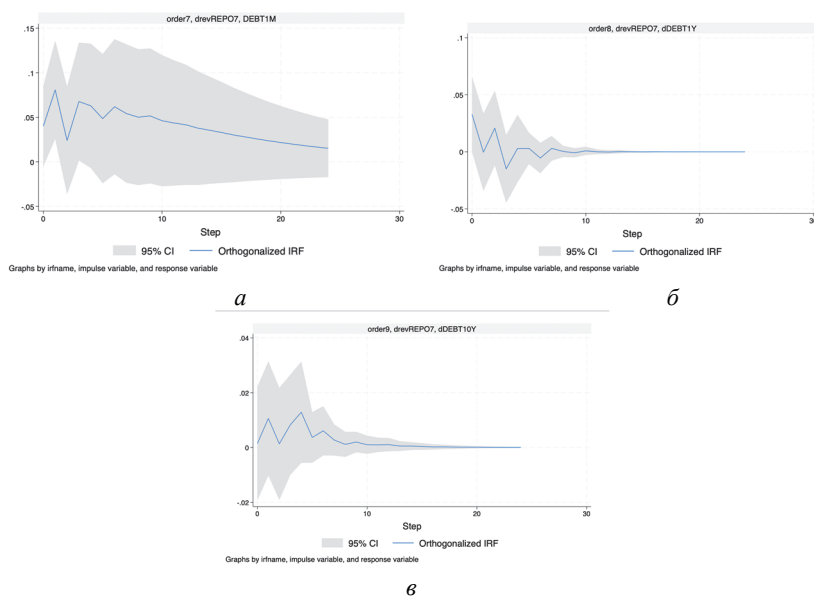 order7, drevREPO7, DEBT1M
.15
.1
.05
0
-.05
0
10
20
30
Step
95% CI
Orthogonalized IRF
Graphs by irfname, impulse variable, and response variable
а
order8, drevREPO7, dDEBT1Y
.1
.05
0
-.05
0
10
20
30
Step
95% CI
Orthogonalized IRF
Graphs by irfname, impulse variable, and response variable
б
order9, drevREPO7, dDEBT10Y
.04
.02
0
-.02
0
10
20
30
Step
95% CI
Orthogonalized IRF
Graphs by irfname, impulse variable, and response variable
в